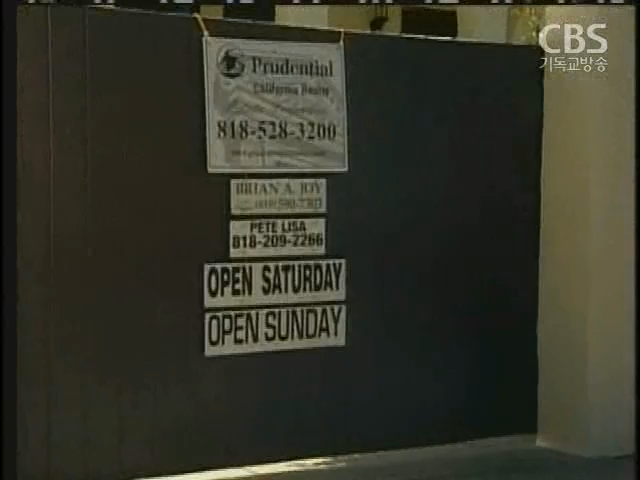 CBS
기독교방송
Prudential
California Realty
818-528-3200
BRIAN A. JOY
PETE LISA
818-209-2266
OPEN SATURDAY
OPEN SUNDAY